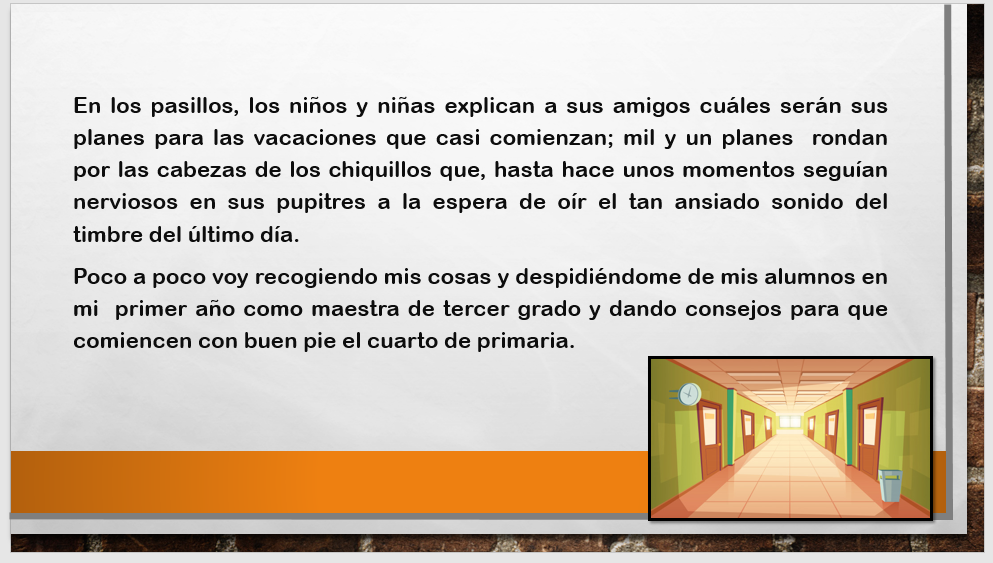 En los pasillos, los niños y niñas explican a sus amigos cuáles serán sus
planes para las vacaciones que casi comienzan; mil y un planes  rondan
por las cabezas de los chiquillos que, hasta hace unos momentos seguían
nerviosos en sus pupitres a la espera de oír el tan ansiado sonido del
timbre del último día.
Poco a poco voy recogiendo mis cosas y despidiéndome de mis alumnos en
mi  primer año como maestra de tercer grado y dando consejos para que
comiencen con buen pie el cuarto de primaria.